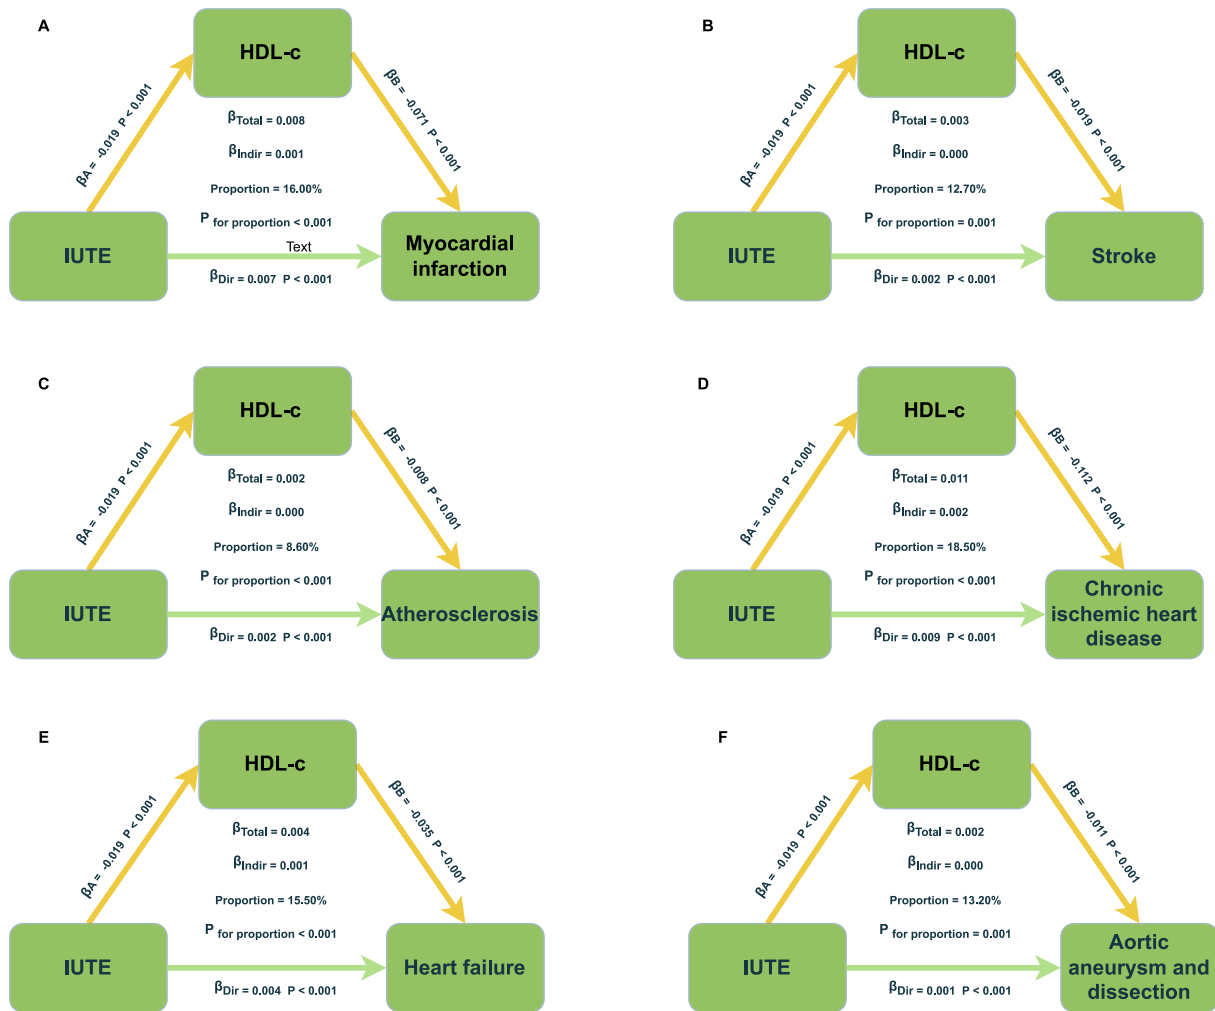 A
HDL-c
βA = -0.019 P < 0.001
βB = -0.071 P < 0.001
βTotal = 0.008
βIndir = 0.001
Proportion = 16.00%
P for proportion < 0.001
Text
IUTE
Myocardial
infarction
βDir = 0.007 P < 0.001
B
HDL-c
βA = -0.019 P < 0.001
βB = -0.019 P < 0.001
βTotal = 0.003
βIndir = 0.000
Proportion = 12.70%
P for proportion = 0.001
IUTE
Stroke
βDir = 0.002 P < 0.001
C
HDL-c
βA = -0.019 P < 0.001
βB = -0.008 P < 0.001
βTotal = 0.002
βIndir = 0.000
Proportion = 8.60%
P for proportion < 0.001
IUTE
Atherosclerosis
βDir = 0.002 P < 0.001
D
HDL-c
βA = -0.019 P < 0.001
βB = -0.112 P < 0.001
βTotal = 0.011
βIndir = 0.002
Proportion = 18.50%
P for proportion < 0.001
IUTE
Chronic
ischemic heart
disease
βDir = 0.009 P < 0.001
E
HDL-c
βA = -0.019 P < 0.001
βB = -0.035 P < 0.001
βTotal = 0.004
βIndir = 0.001
Proportion = 15.50%
P for proportion < 0.001
IUTE
Heart failure
βDir = 0.004 P < 0.001
F
HDL-c
βA = -0.019 P < 0.001
βB = -0.011 P < 0.001
βTotal = 0.002
βIndir = 0.000
Proportion = 13.20%
P for proportion = 0.001
IUTE
Aortic
aneurysm and
dissection
βDir = 0.001 P < 0.001